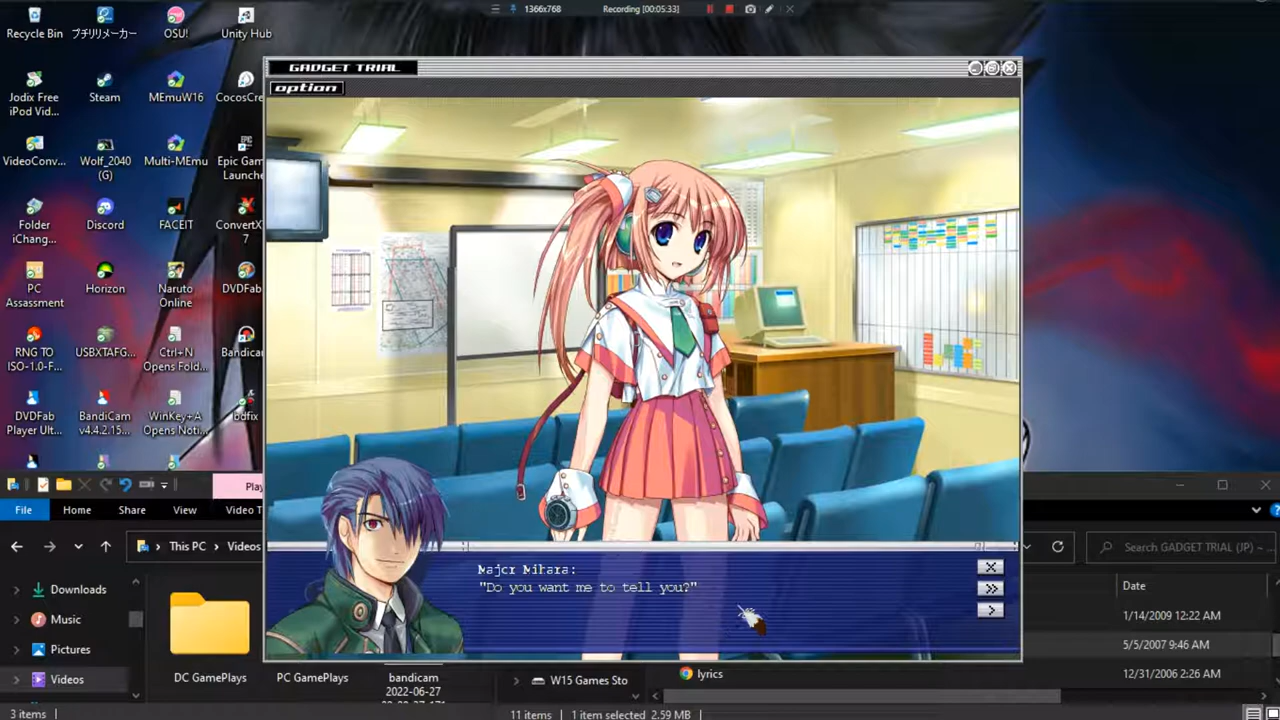 1366x768
Recording [00:05:33]
Recycle Bin
プチリメーカー
OSU!
Unity Hub
Jodix Free
iPod Vid...
Steam
MEmuW16
CocosCre
VideoConv...
Wolf_2040
(G)
Multi-MEmu
Epic Gam
Launche
Folder
iChang...
Discord
FACEIT
ConvertX
7
PC
Assassment
Horizon
Naruto
Online
DVDFab
RNG TO
ISO-1.0-F...
USBXTAFG...
Ctrl+N
Opens Fold...
Bandicam
DVDFab
Player Ult...
BandiCam
v4.4.2.15...
WinKey+A
Opens Noti...
bdfix
GADGET TRIAL
option
Major Mihara:
"Do you want me to tell you?"
Play
File
Home
Share
View
Video T
This PC
Videos
Search GADGET TRIAL (JP) ...
Downloads
Music
Pictures
Videos
DC GamePlays
PC GamePlays
bandicam
2022-06-27
W15 Games Sto
lyrics
Date
1/14/2009 12:22 AM
5/5/2007 9:46 AM
12/31/2006 2:26 AM
3 items
11 items
1 item selected 2.59 MB